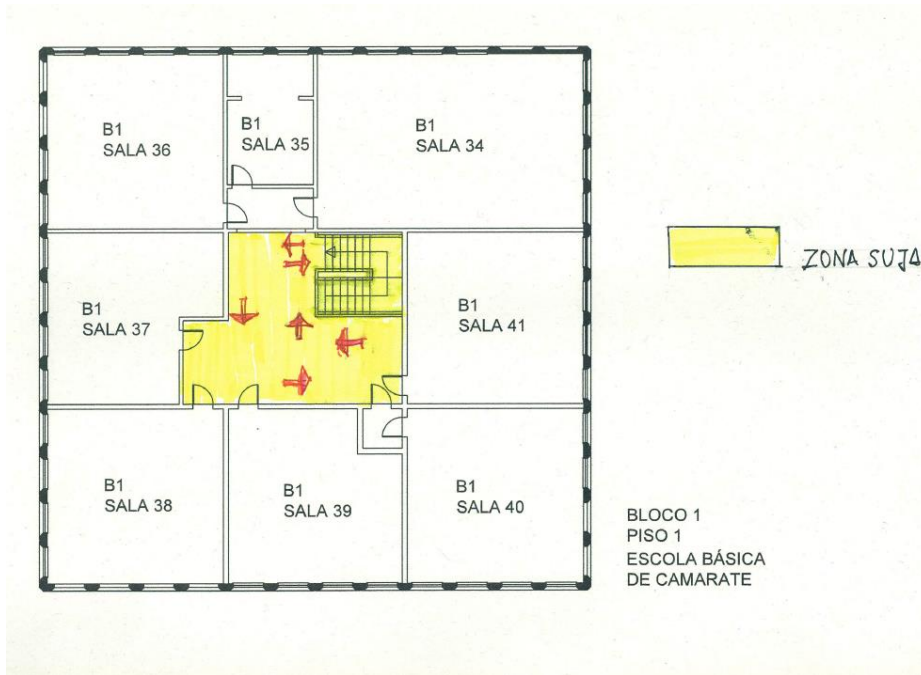 B1
SALA 36
B1
SALA 35
B1
SALA 34
B1
SALA 37
B1
SALA 41
B1
SALA 38
B1
SALA 39
B1
SALA 40
ZONA SUJA
BLOCO 1
PISO 1
ESCOLA BÁSICA
DE CAMARATE